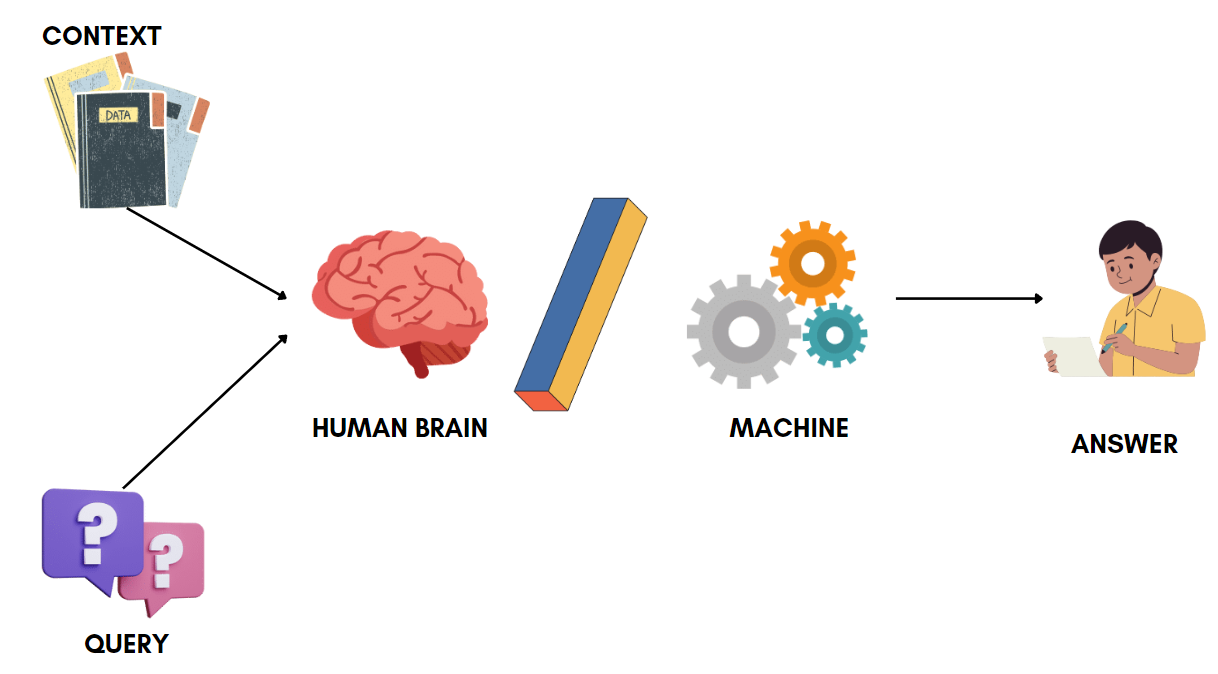 CONTEXT
DATA
HUMAN BRAIN
MACHINE
ANSWER
? ?
QUERY